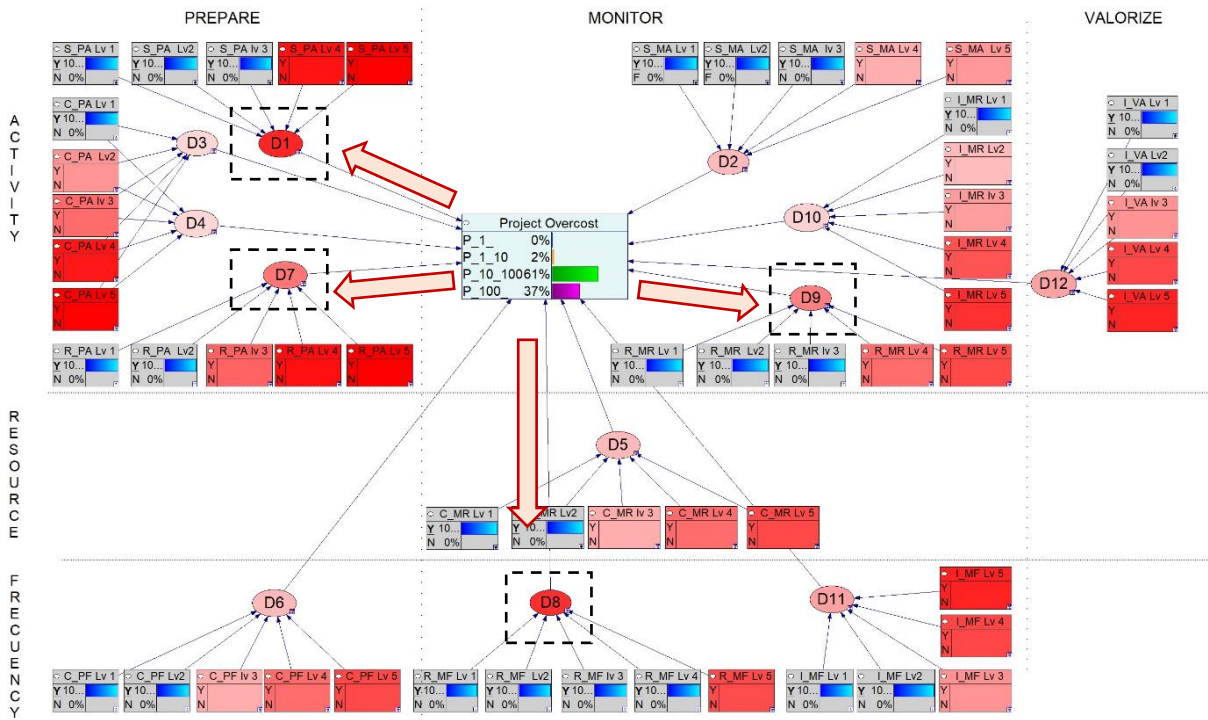 PREPARE
MONITOR
VALORIZE
ACTIVITY
S_PA Lv 1
Y 10...
N 0%
S_PA Lv2
Y 10...
N 0%
S_PA lv 3
Y 10...
N 0%
S_PA Lv 4
Y
N
S_PA Lv 5
Y
N
S_MA Lv 1
Y 10...
F 0%
S_MA Lv2
Y 10...
F 0%
S_MA lv 3
Y 10...
N 0%
S_MA Lv 4
Y
N
S_MA Lv 5
Y
N
C_PA Lv 1
Y 10...
N 0%
C_PA Lv2
Y
N
C_PA lv 3
Y
N
C_PA Lv 4
Y
N
C_PA Lv 5
Y
N
D3
D1
D4
D7
D2
D10
D9
D12
Project Overcost
P_1_ 0%
P_1_10 2%
P_10_100 61%
P_100_ 37%
I_MR Lv 1
Y 10...
N 0%
I_MR Lv2
Y
N
I_MR lv 3
Y
N
I_MR Lv 4
Y
N
I_MR Lv 5
Y
N
I_VA Lv 1
Y 10...
N 0%
I_VA Lv2
Y 10...
N 0%
I_VA lv 3
Y
N
I_VA Lv 4
Y
N
I_VA Lv 5
Y
N
R_PA Lv 1
Y 10...
N 0%
R_PA Lv2
Y 10...
N 0%
R_PA lv 3
Y
N
R_PA Lv 4
Y
N
R_PA Lv 5
Y
N
R_MR Lv 1
Y 10...
N 0%
R_MR Lv2
Y 10...
N 0%
R_MR lv 3
Y 10...
N 0%
R_MR Lv 4
Y
N
R_MR Lv 5
Y
N
RESOURCE
D5
C_MR Lv 1
Y 10...
N 0%
MR Lv2
Y 10...
N 0%
C_MR lv 3
Y
N
C_MR Lv 4
Y
N
C_MR Lv 5
Y
N
FRECUENCY
D6
D8
D11
I_MF Lv 5
Y
N
I_MF Lv 4
Y
N
C_PF Lv 1
Y 10...
N 0%
C_PF Lv2
Y 10...
N 0%
C_PF lv 3
Y
N
C_PF Lv 4
Y
N
C_PF Lv 5
Y
N
R_MF Lv 1
Y 10...
N 0%
R_MF Lv2
Y 10...
N 0%
R_MF lv 3
Y 10...
N 0%
R_MF Lv 4
Y 10...
N 0%
R_MF Lv 5
Y
N
I_MF Lv 1
Y 10...
N 0%
I_MF Lv2
Y 10...
N 0%
I_MF lv 3
Y
N